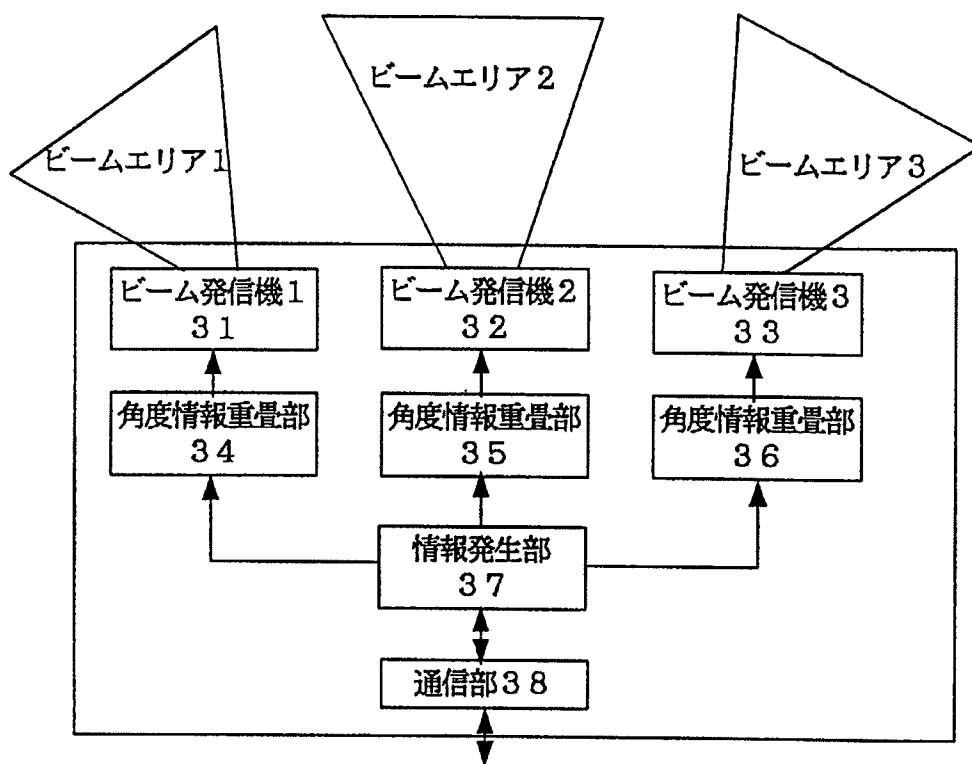 ビームエリア2
ビームエリア1
ビームエリア3
ビーム発信機1
31
ビーム発信機2
32
ビーム発信機3
33
角度情報重畳部
34
角度情報重畳部
35
角度情報重畳部
36
情報発生部
37
通信部38